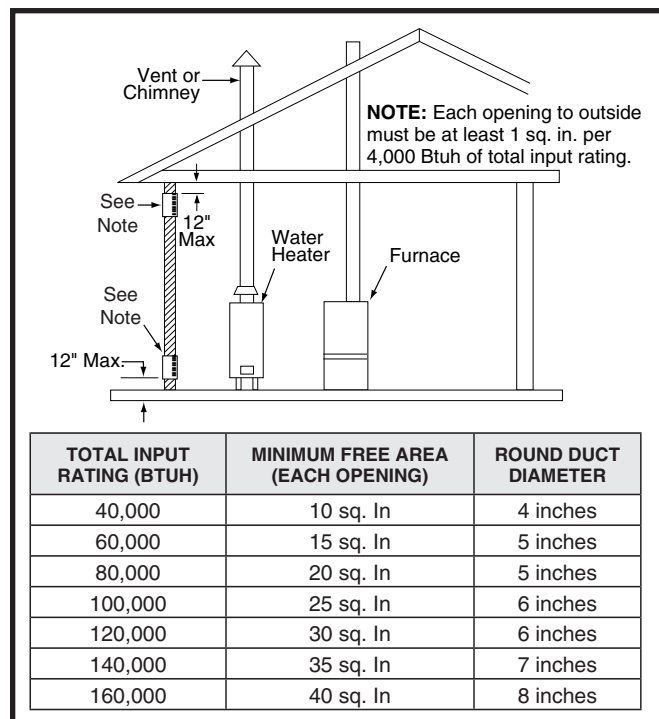 Vent or
Chimney
NOTE: Each opening to outside
must be at least 1 sq. in. per
4,000 Btuh of total input rating.
See
Note
12"
Max
Water
Heater
Furnace
See
Note
12" Max.
TOTAL INPUT RATING (BTUH) MINIMUM FREE AREA (EACH OPENING) ROUND DUCT DIAMETER
40,000 10 sq. In 4 inches
60,000 15 sq. In 5 inches
80,000 20 sq. In 5 inches
100,000 25 sq. In 6 inches
120,000 30 sq. In 6 inches
140,000 35 sq. In 7 inches
160,000 40 sq. In 8 inches